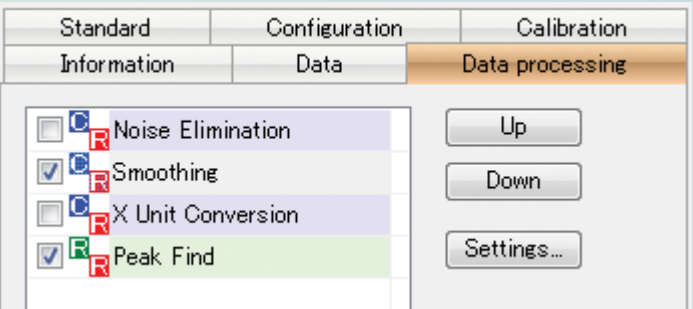 Standard Configuration Calibration
Information Data Data processing
C R Noise Elimination
Up
C R Smoothing
Down
C R X Unit Conversion
R R Peak Find
Settings...